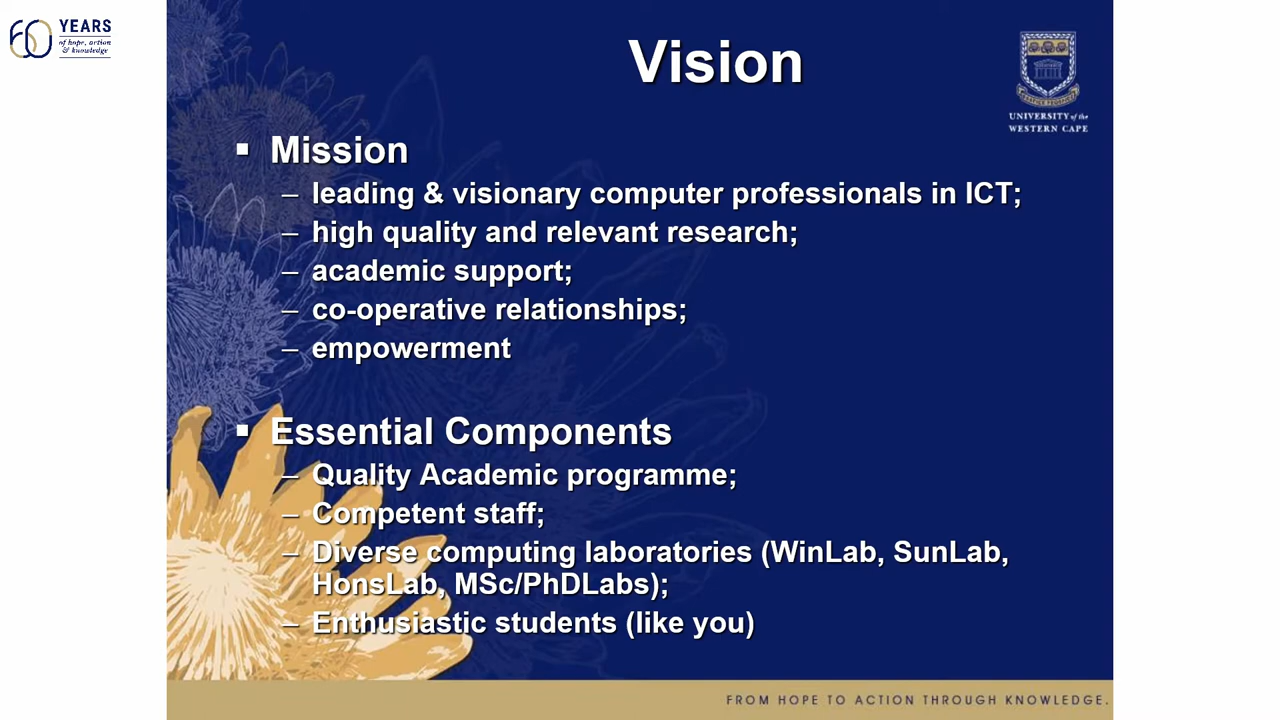 60 YEARS
of hope, action
& knowledge
Vision
UNIVERSITY of the
WESTERN CAPE
▪ Mission
– leading & visionary computer professionals in ICT;
– high quality and relevant research;
– academic support;
– co-operative relationships;
– empowerment
▪ Essential Components
– Quality Academic programme;
– Competent staff;
– Diverse computing laboratories (WinLab, SunLab,
HonsLab, MSc/PhDLabs);
– Enthusiastic students (like you)
FROM HOPE TO ACTION THROUGH KNOWLEDGE.